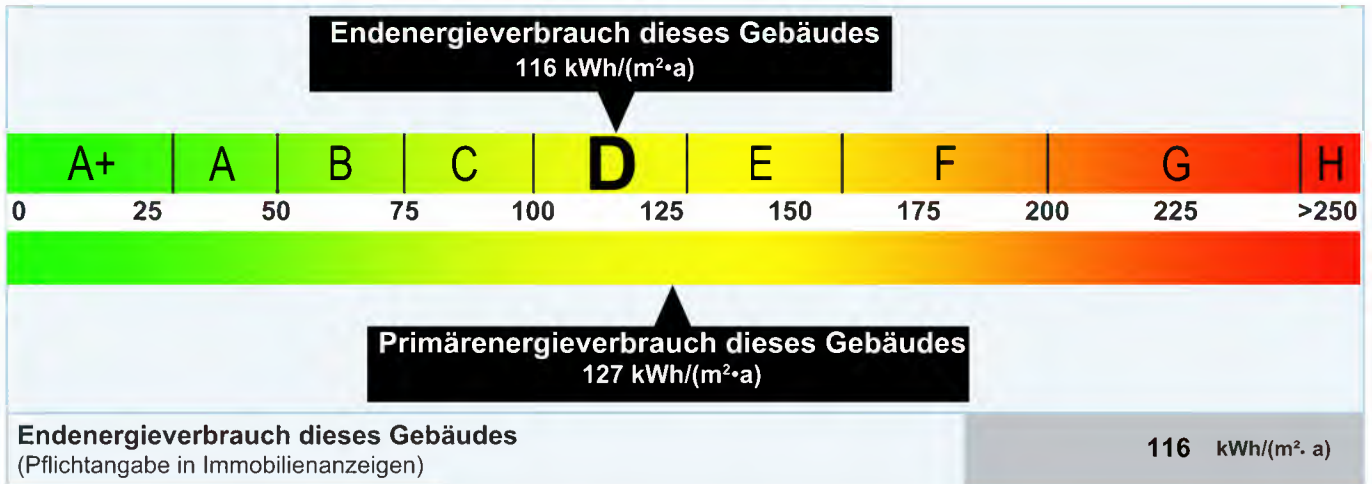 Endenergieverbrauch dieses Gebäudes
116 kWh/(m²•a)
A+ A B C D E F G H
0 25 50 75 100 125 150 175 200 225 >250
Primärenergieverbrauch dieses Gebäudes
127 kWh/(m²•a)
Endenergieverbrauch dieses Gebäudes
(Pflichtangabe in Immobilienanzeigen)
116 kWh/(m²· a)